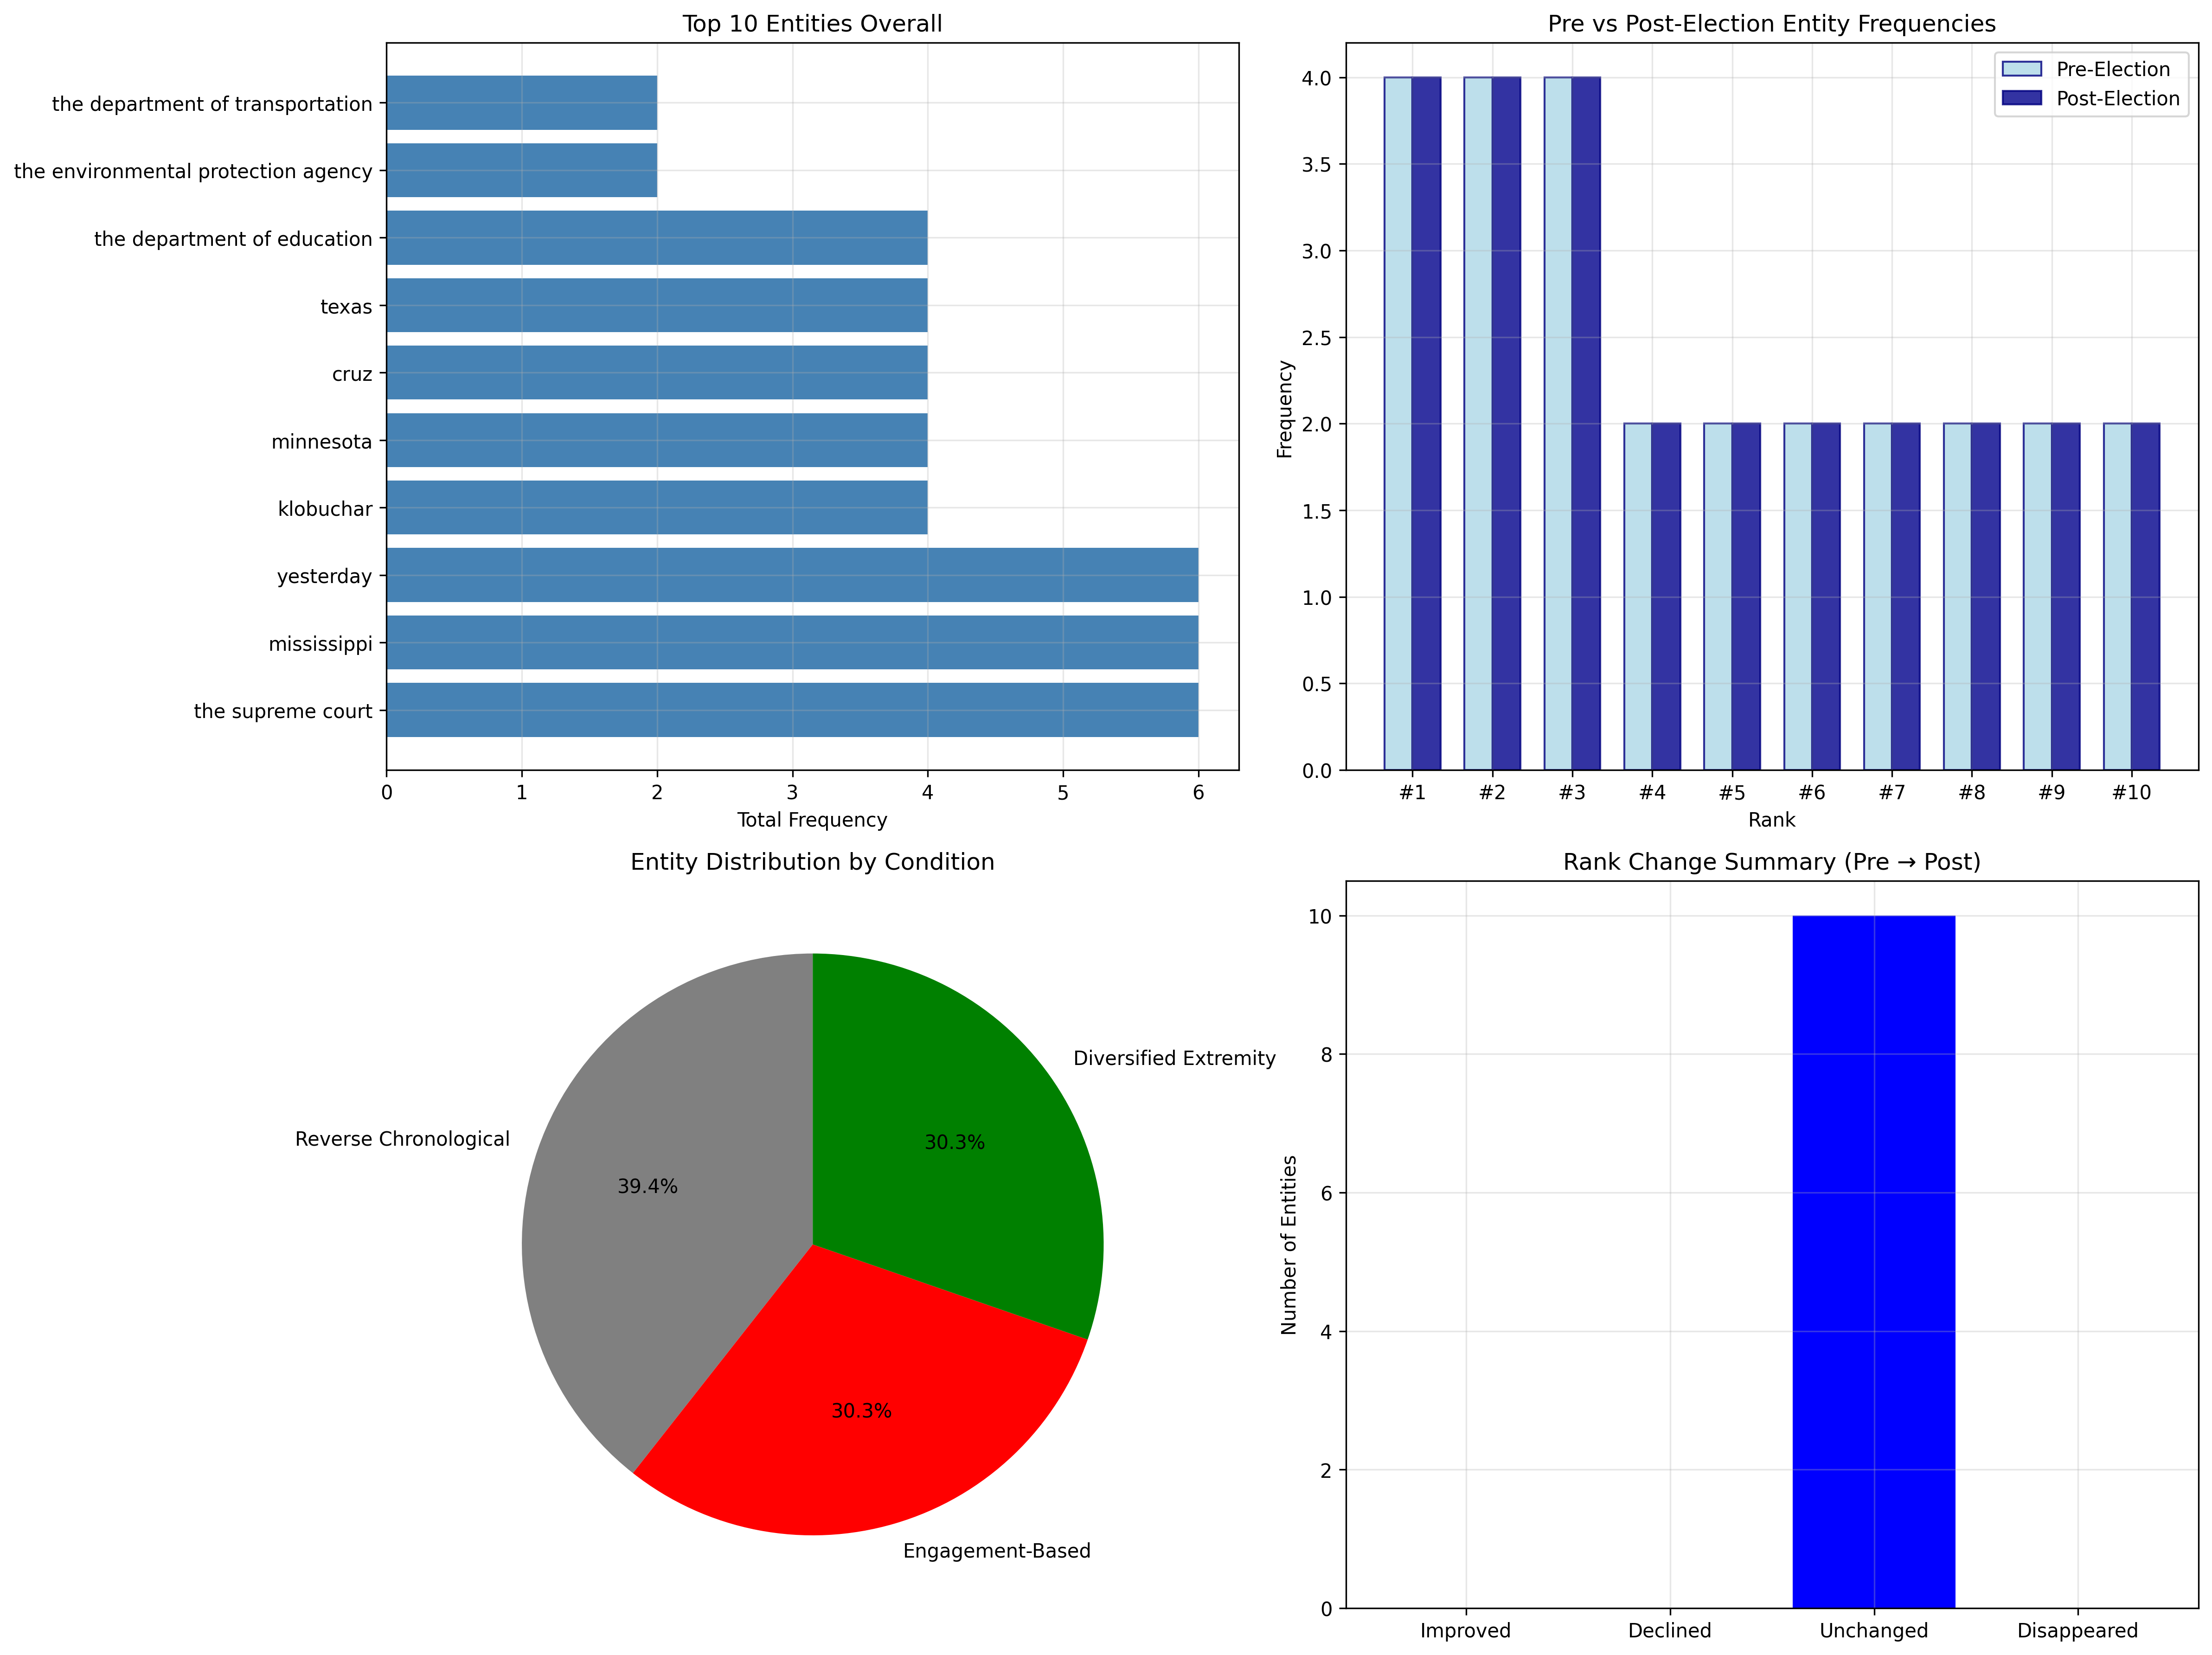 Top 10 Entities Overall
the department of transportation
the environmental protection agency
the department of education
texas
cruz
minnesota
klobuchar
yesterday
mississippi
the supreme court
0 1 2 3 4 5 6
Total Frequency
Pre vs Post-Election Entity Frequencies
Pre-Election
Post-Election
4.0
3.5
3.0
2.5
2.0
1.5
1.0
0.5
0.0
Frequency
#1 #2 #3 #4 #5 #6 #7 #8 #9 #10
Rank
Entity Distribution by Condition
Diversified Extremity
Reverse Chronological
30.3%
39.4%
30.3%
Engagement-Based
Rank Change Summary (Pre → Post)
10
8
6
4
2
0
Number of Entities
Improved Declined Unchanged Disappeared